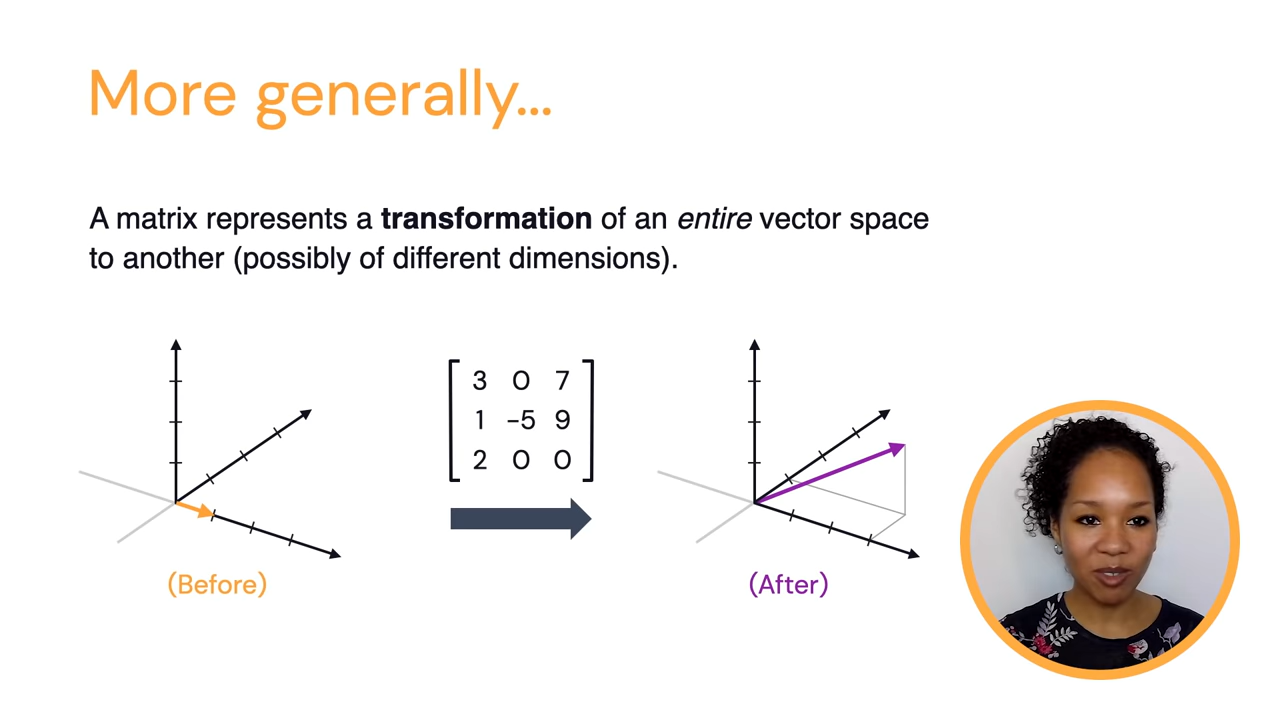 More generally...
A matrix represents a transformation of an entire vector space
to another (possibly of different dimensions).
3 0 7
1 -5 9
2 0 0
(Before)
(After)